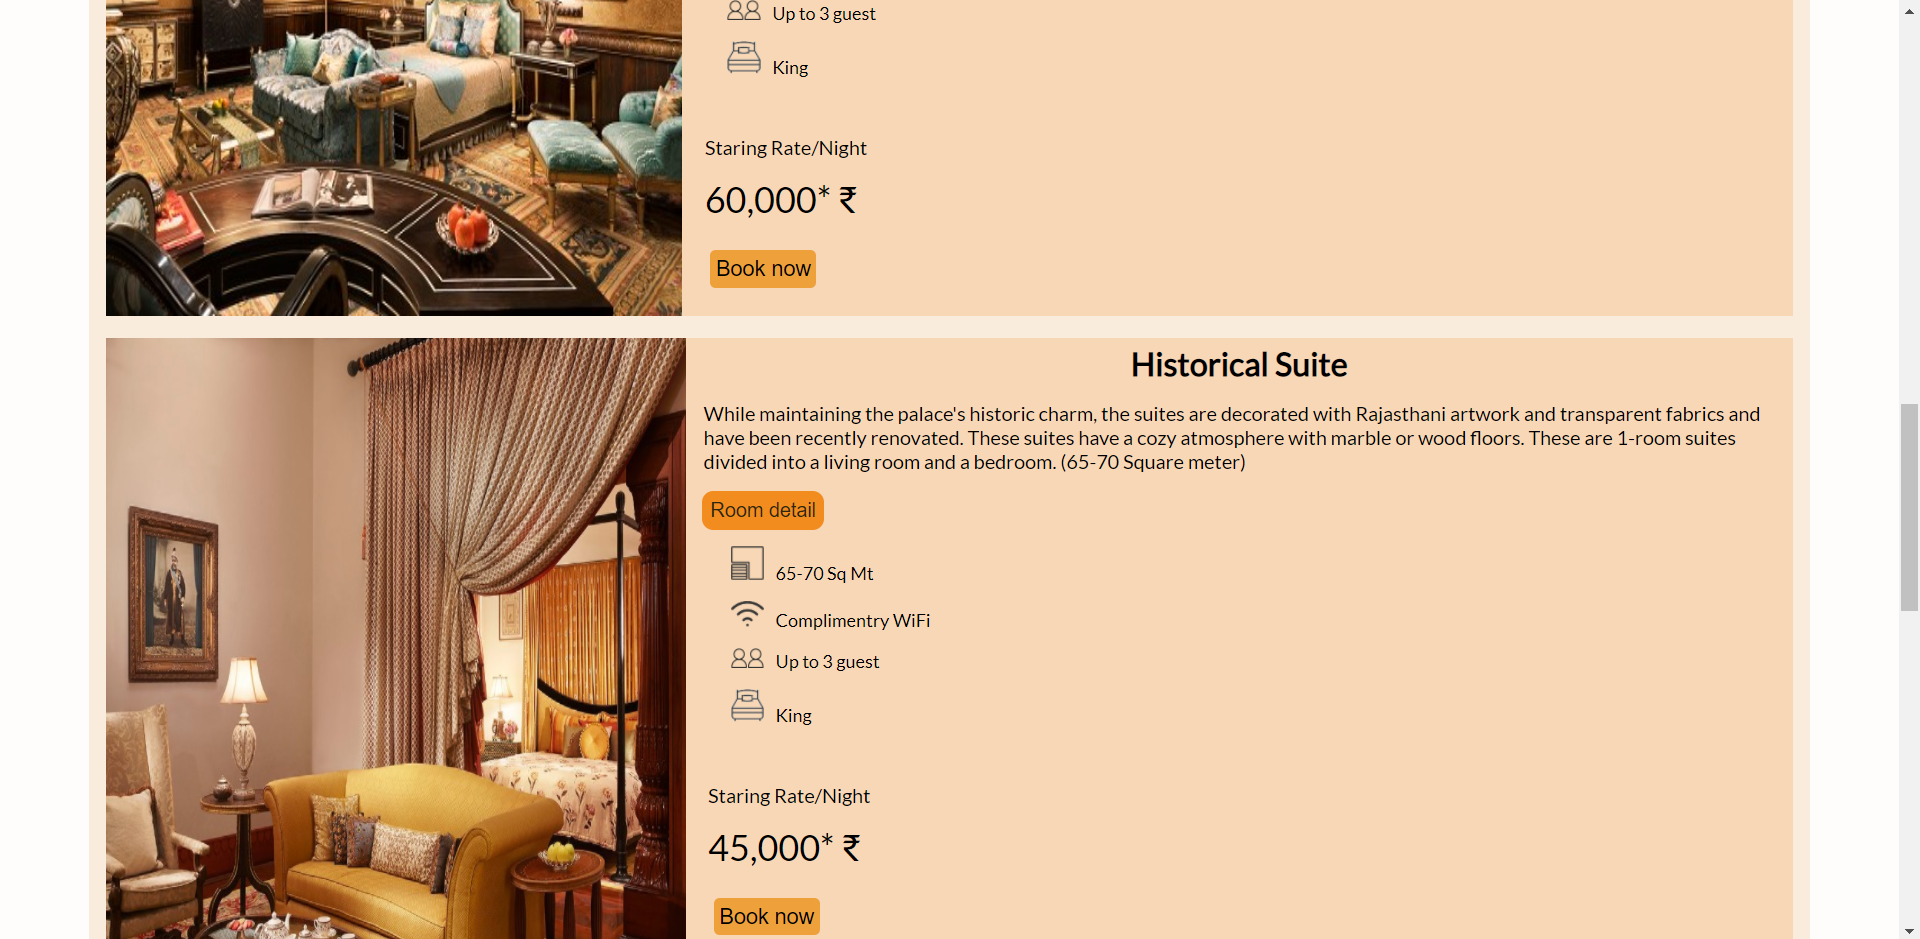 Up to 3 guest
King
Staring Rate/Night
60,000* ₹
Book now
Historical Suite
While maintaining the palace's historic charm, the suites are decorated with Rajasthani artwork and transparent fabrics and
have been recently renovated. These suites have a cozy atmosphere with marble or wood floors. These are 1-room suites
divided into a living room and a bedroom. (65-70 Square meter)
Room detail
65-70 Sq Mt
Complimentry WiFi
Up to 3 guest
King
Staring Rate/Night
45,000* ₹
Book now